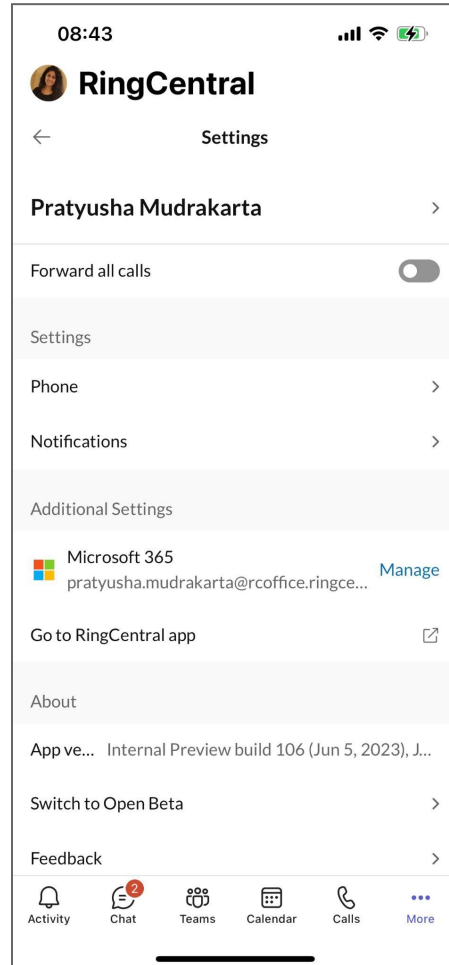 08:43
RingCentral
Settings
Pratyusha Mudrakarta
Forward all calls
Settings
Phone
Notifications
Additional Settings
Microsoft 365
pratyusha.mudrakarta@rcoffice.ringce...
Manage
Go to RingCentral app
About
App ve... Internal Preview build 106 (Jun 5, 2023), J...
Switch to Open Beta
Feedback
2
Activity Chat Teams Calendar Calls More